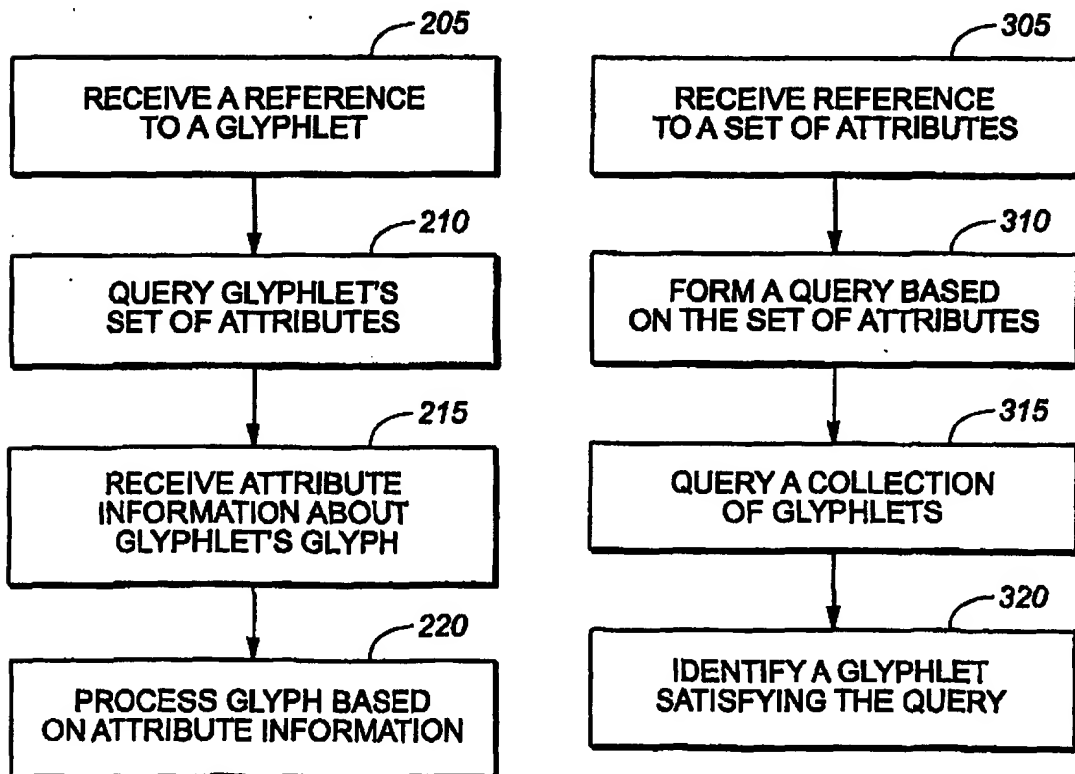 205
RECEIVE A REFERENCE
TO A GLYPHLET
210
QUERY GLYPHLET'S
SET OF ATTRIBUTES
215
RECEIVE ATTRIBUTE
INFORMATION ABOUT
GLYPHLET'S GLYPH
220
PROCESS GLYPH BASED
ON ATTRIBUTE INFORMATION
305
RECEIVE REFERENCE
TO A SET OF ATTRIBUTES
310
FORM A QUERY BASED
ON THE SET OF ATTRIBUTES
315
QUERY A COLLECTION
OF GLYPHLETS
320
IDENTIFY A GLYPHLET
SATISFYING THE QUERY